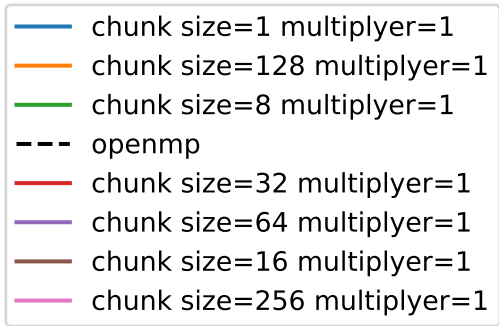 chunk size=1 multiplyer=1
chunk size=128 multiplyer=1
chunk size=8 multiplyer=1
openmp
chunk size=32 multiplyer=1
chunk size=64 multiplyer=1
chunk size=16 multiplyer=1
chunk size=256 multiplyer=1